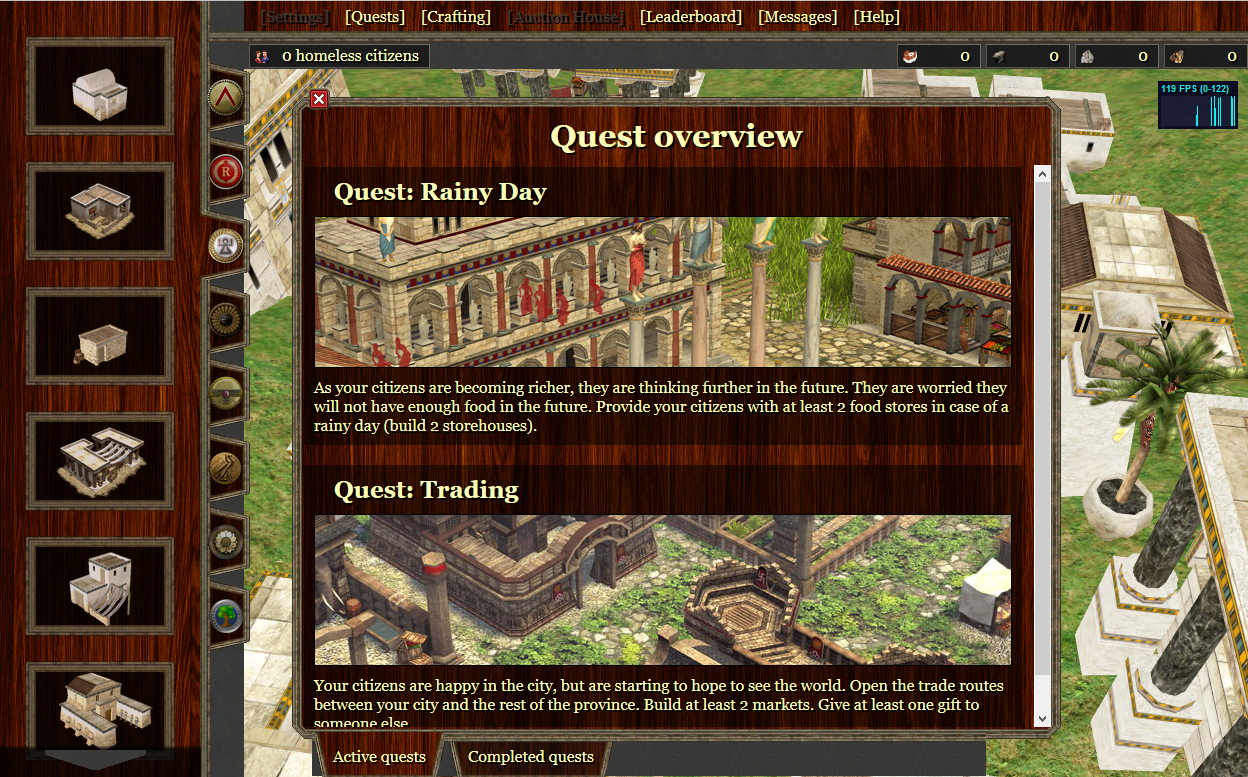 [Settings] [Quests] [Crafting] [Auction House] [Leaderboard] [Messages] [Help]
0 homeless citizens 0 0 0 0
119 FPS (0-122)
Quest overview
Quest: Rainy Day
As your citizens are becoming richer, they are thinking further in the future. They are worried they
will not have enough food in the future. Provide your citizens with at least 2 food stores in case of a
rainy day (build 2 storehouses).
Quest: Trading
Your citizens are happy in the city, but are starting to hope to see the world. Open the trade routes
between your city and the rest of the province. Build at least 2 markets. Give at least one gift to
someone else
Active quests Completed quests
R